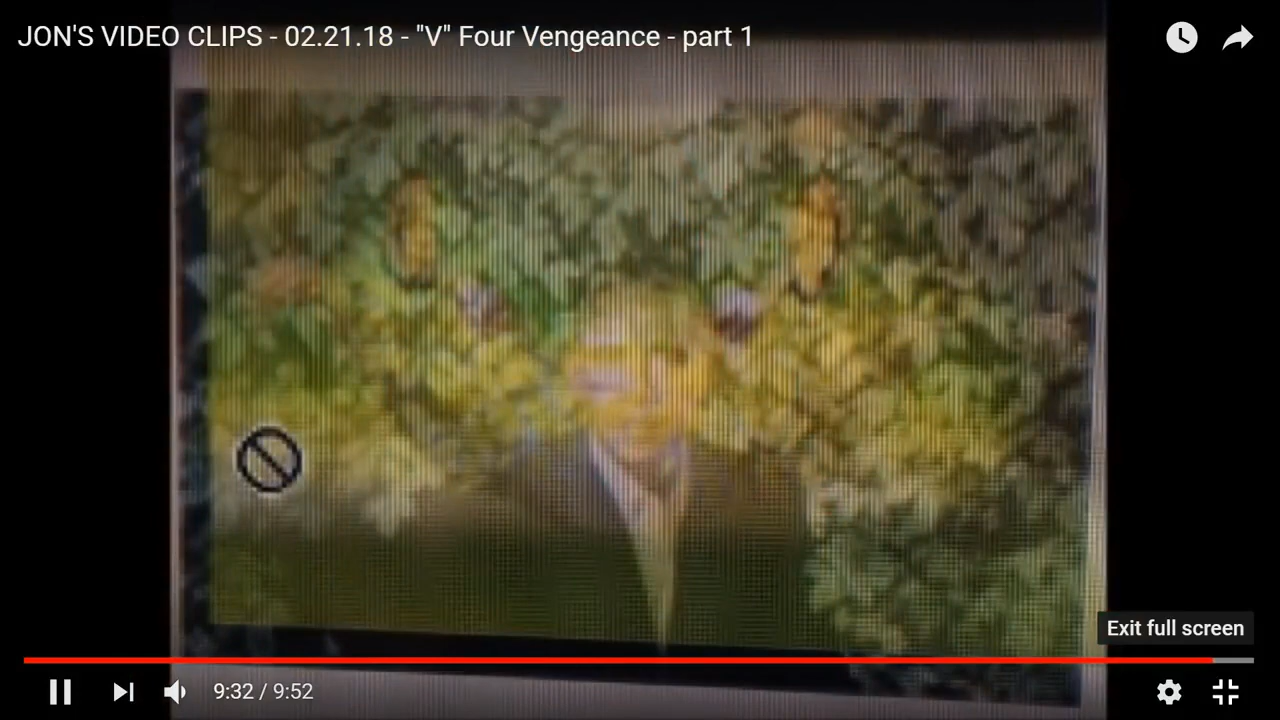 JON'S VIDEO CLIPS - 02.21.18 - "V" Four Vengeance - part 1
Exit full screen
9:32 / 9:52